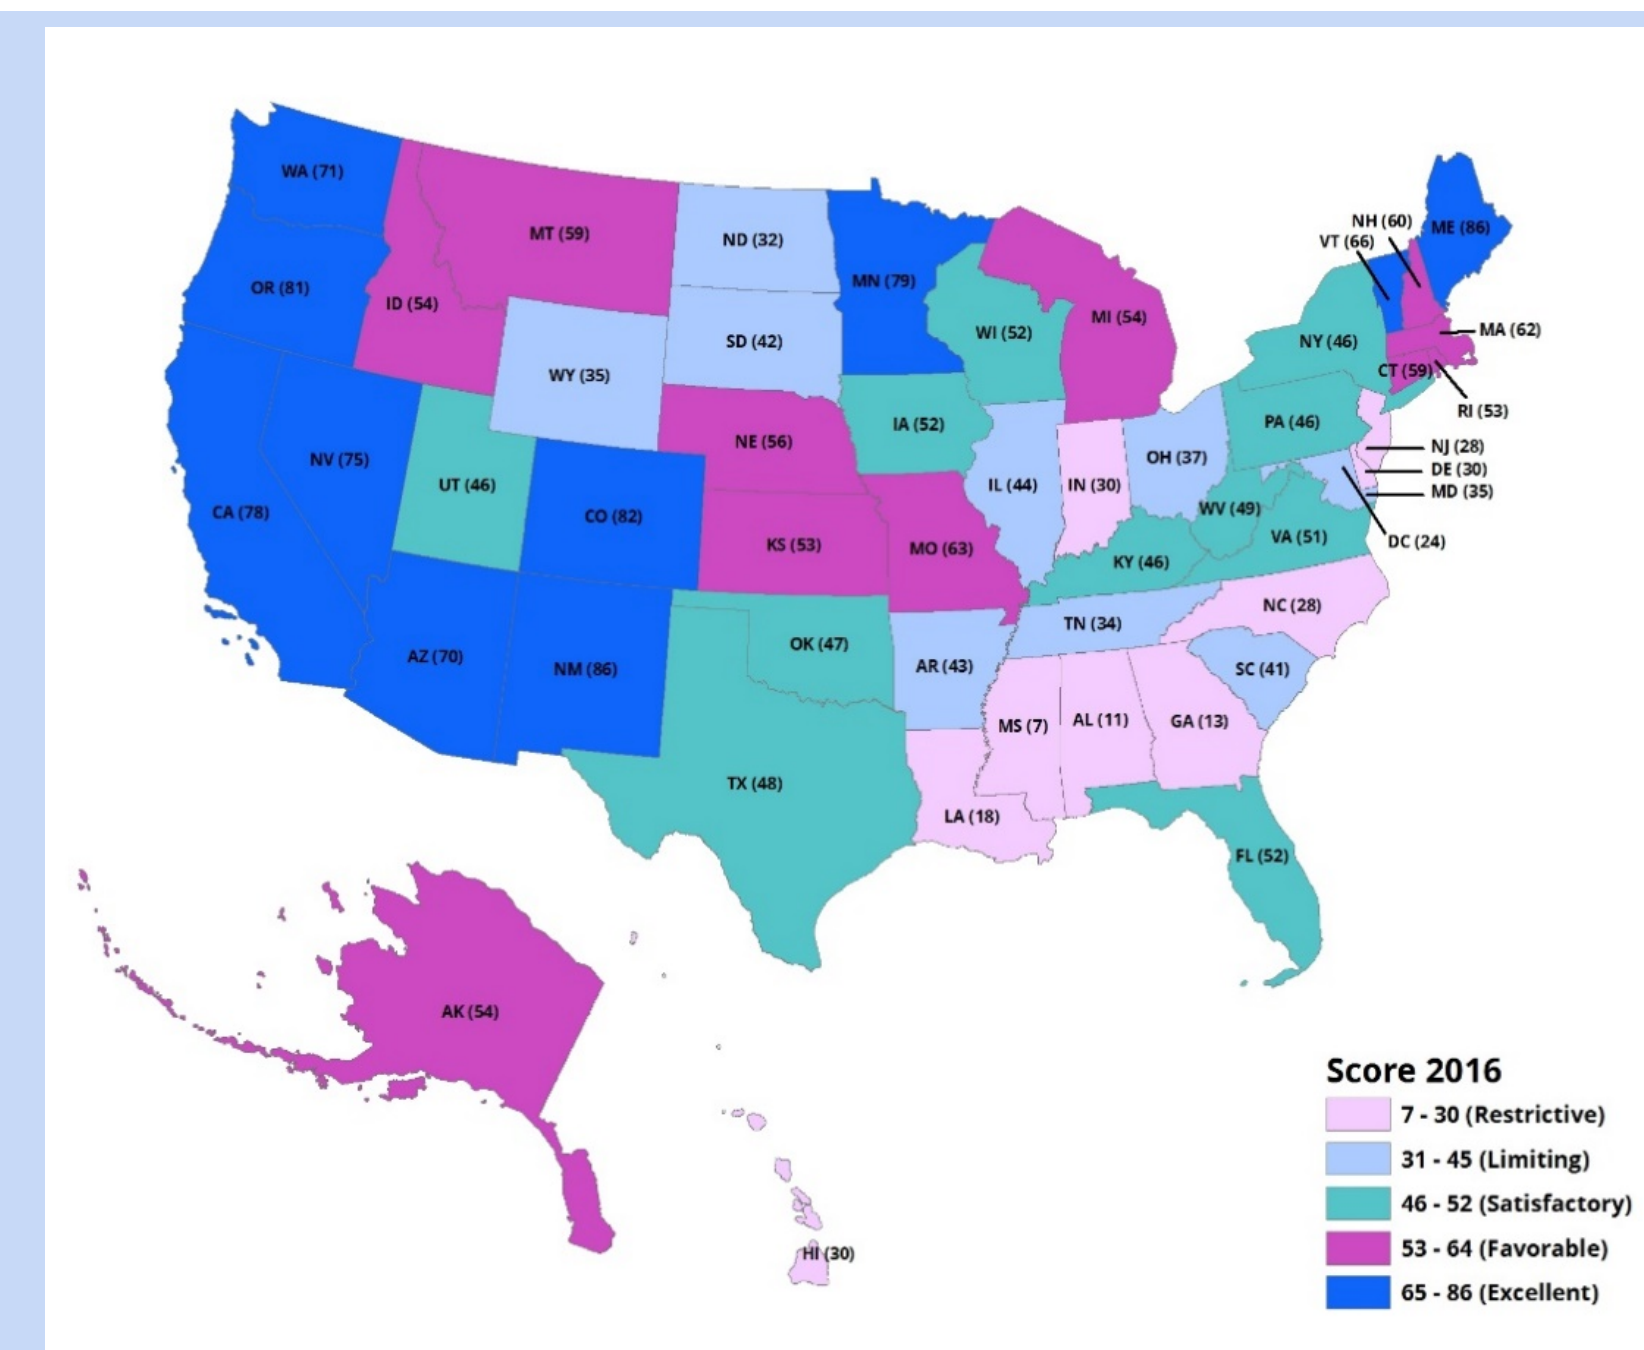 WA (71)
NH (60)
ME (86)
MT (59)
ND (32)
VT (66)
OR (81)
ID (54)
MN (79)
MI (54)
WI (52)
MA (62)
SD (42)
NY (46)
WY (35)
CT (59)
RI (53)
NE (56)
IA (52)
PA (46)
NJ (28)
NV (75)
UT (46)
OH (37)
DE (30)
IL (44)
IN (30)
MD (35)
CA (78)
CO (82)
WV (49)
KS (53)
MO (63)
VA (51)
DC (24)
KY (46)
NC (28)
TN (34)
AZ (70)
NM (86)
OK (47)
AR (43)
SC (41)
MS (7)
AL (11)
GA (13)
TX (48)
LA (18)
FL (52)
AK (54)
HI (30)
Score 2016
7 - 30 (Restrictive)
31 - 45 (Limiting)
46 - 52 (Satisfactory)
53 - 64 (Favorable)
65 - 86 (Excellent)